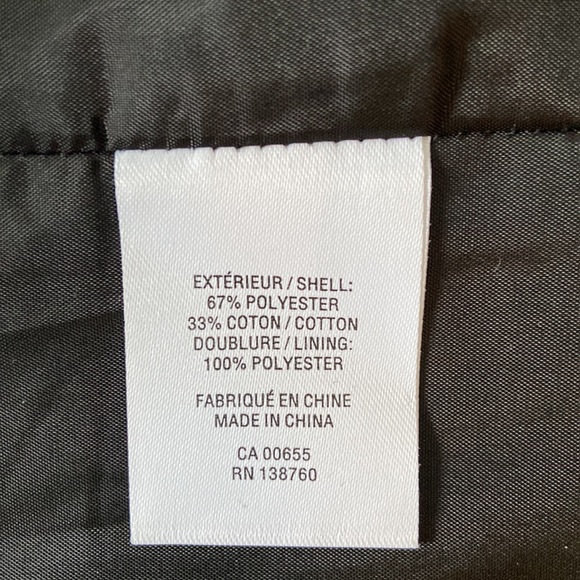 EXTÉRIEUR / SHELL:
67% POLYESTER
33% COTON / COTTON
DOUBLURE / LINING:
100% POLYESTER
FABRIQUÉ EN CHINE
MADE IN CHINA
CA 00655
RN 138760